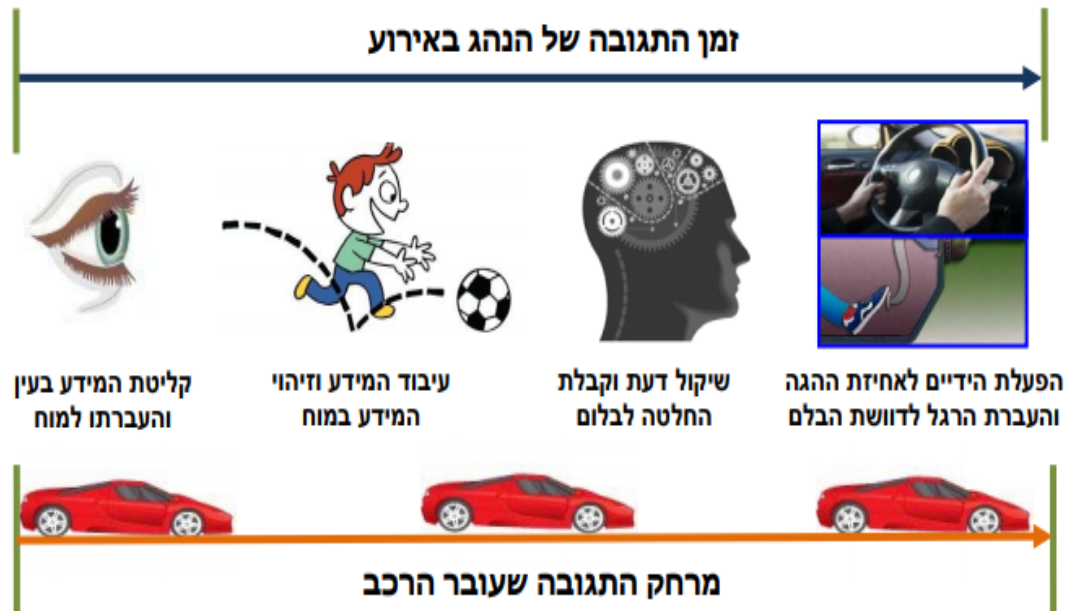 זמן התגובה של הנהג באירוע
קליטת המידע בעין
והעברתו למוח
עיבוד המידע וזיהוי
המידע במוח
שיקול דעת וקבלת
החלטה לבלום
הפעלת הידיים לאחיזת ההגה
והעברת הרגל לדוושת הבלם
מרחק התגובה שעובר הרכב